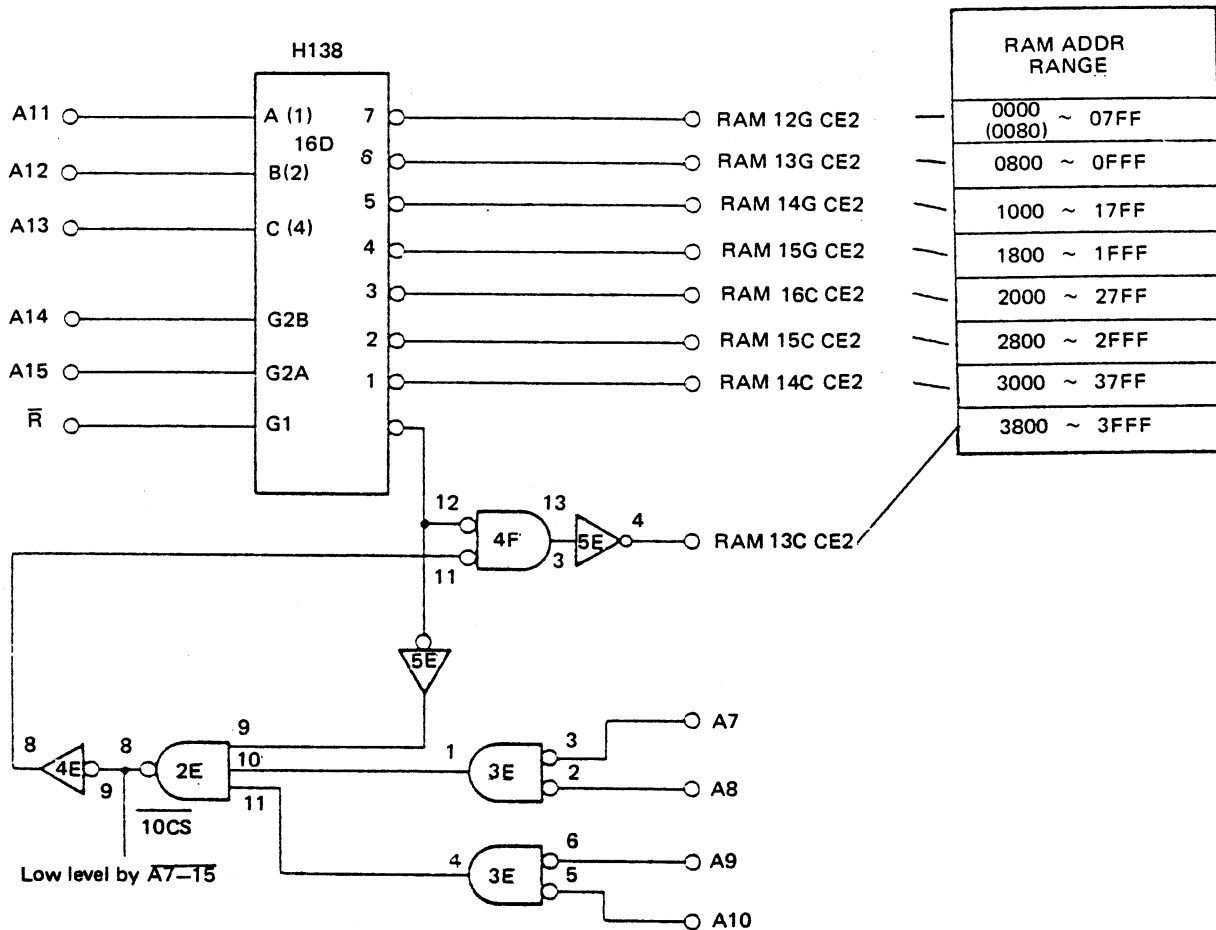 H138
RAM ADDR
RANGE
A11
A (1)
7
RAM 12G CE2
0000
(0080) ~ 07FF
16D
A12
B(2)
6
RAM 13G CE2
0800 ~ 0FFF
5
RAM 14G CE2
1000 ~ 17FF
A13
C (4)
4
RAM 15G CE2
1800 ~ 1FFF
3
RAM 16C CE2
2000 ~ 27FF
A14
G2B
2
RAM 15C CE2
2800 ~ 2FFF
A15
G2A
1
RAM 14C CE2
3000 ~ 37FF
R̅
G1
3800 ~ 3FFF
12
13
4
4F
5E
RAM 13C CE2
11
3
5E
9
A7
8
8
10
1
3
4E
2E
3E
2
A8
9
11
10CS
6
A9
4
5
Low level by A7–15
3E
A10